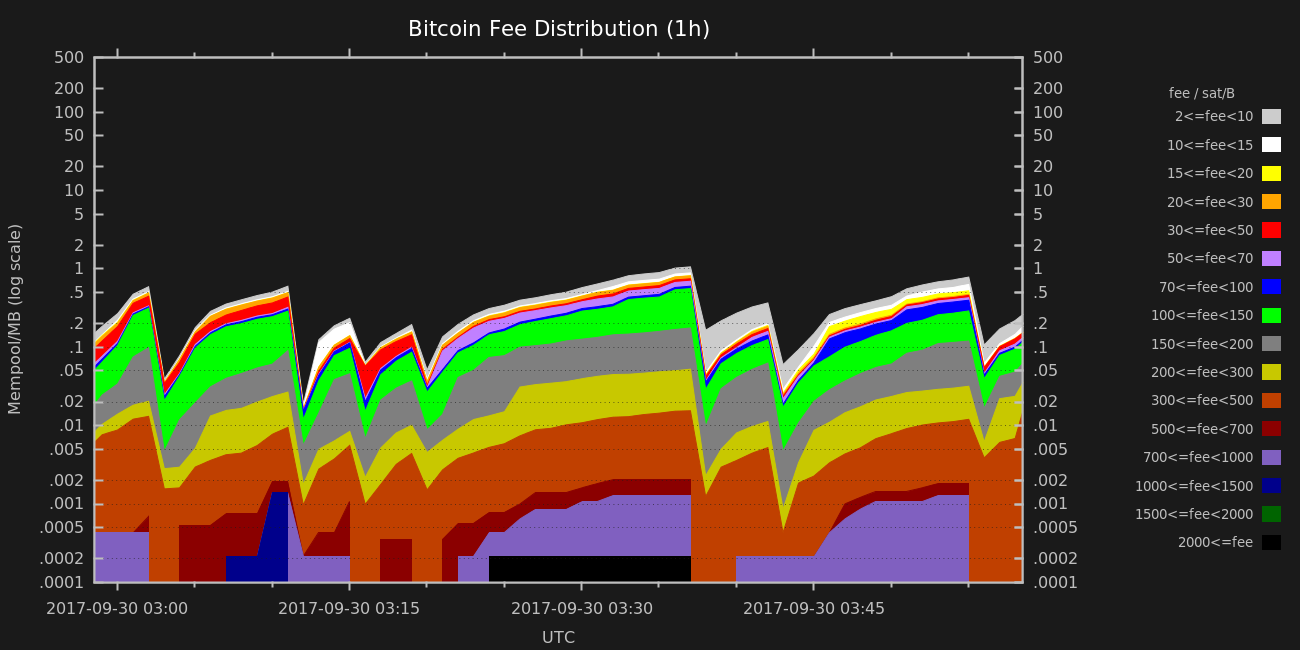 Bitcoin Fee Distribution (1h)
Mempool/MB (log scale)
500
200
100
50
20
10
5
2
1
.5
.2
.1
.05
.02
.01
.005
.002
.001
.0005
.0002
.0001
500
200
100
50
20
10
5
2
1
.5
.2
.1
.05
.02
.01
.005
.002
.001
.0005
.0002
.0001
2017-09-30 03:00
2017-09-30 03:15
2017-09-30 03:30
2017-09-30 03:45
UTC
fee / sat/B
2<=fee<10
10<=fee<15
15<=fee<20
20<=fee<30
30<=fee<50
50<=fee<70
70<=fee<100
100<=fee<150
150<=fee<200
200<=fee<300
300<=fee<500
500<=fee<700
700<=fee<1000
1000<=fee<1500
1500<=fee<2000
2000<=fee